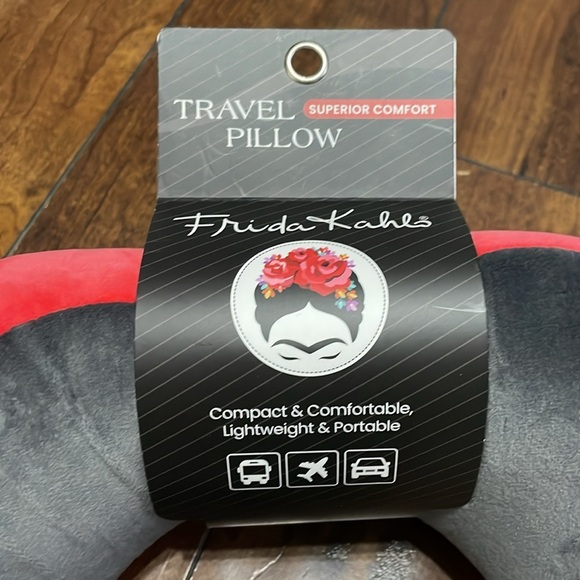 TRAVEL SUPERIOR COMFORT
PILLOW
Frida Kahlo®
Compact & Comfortable,
Lightweight & Portable